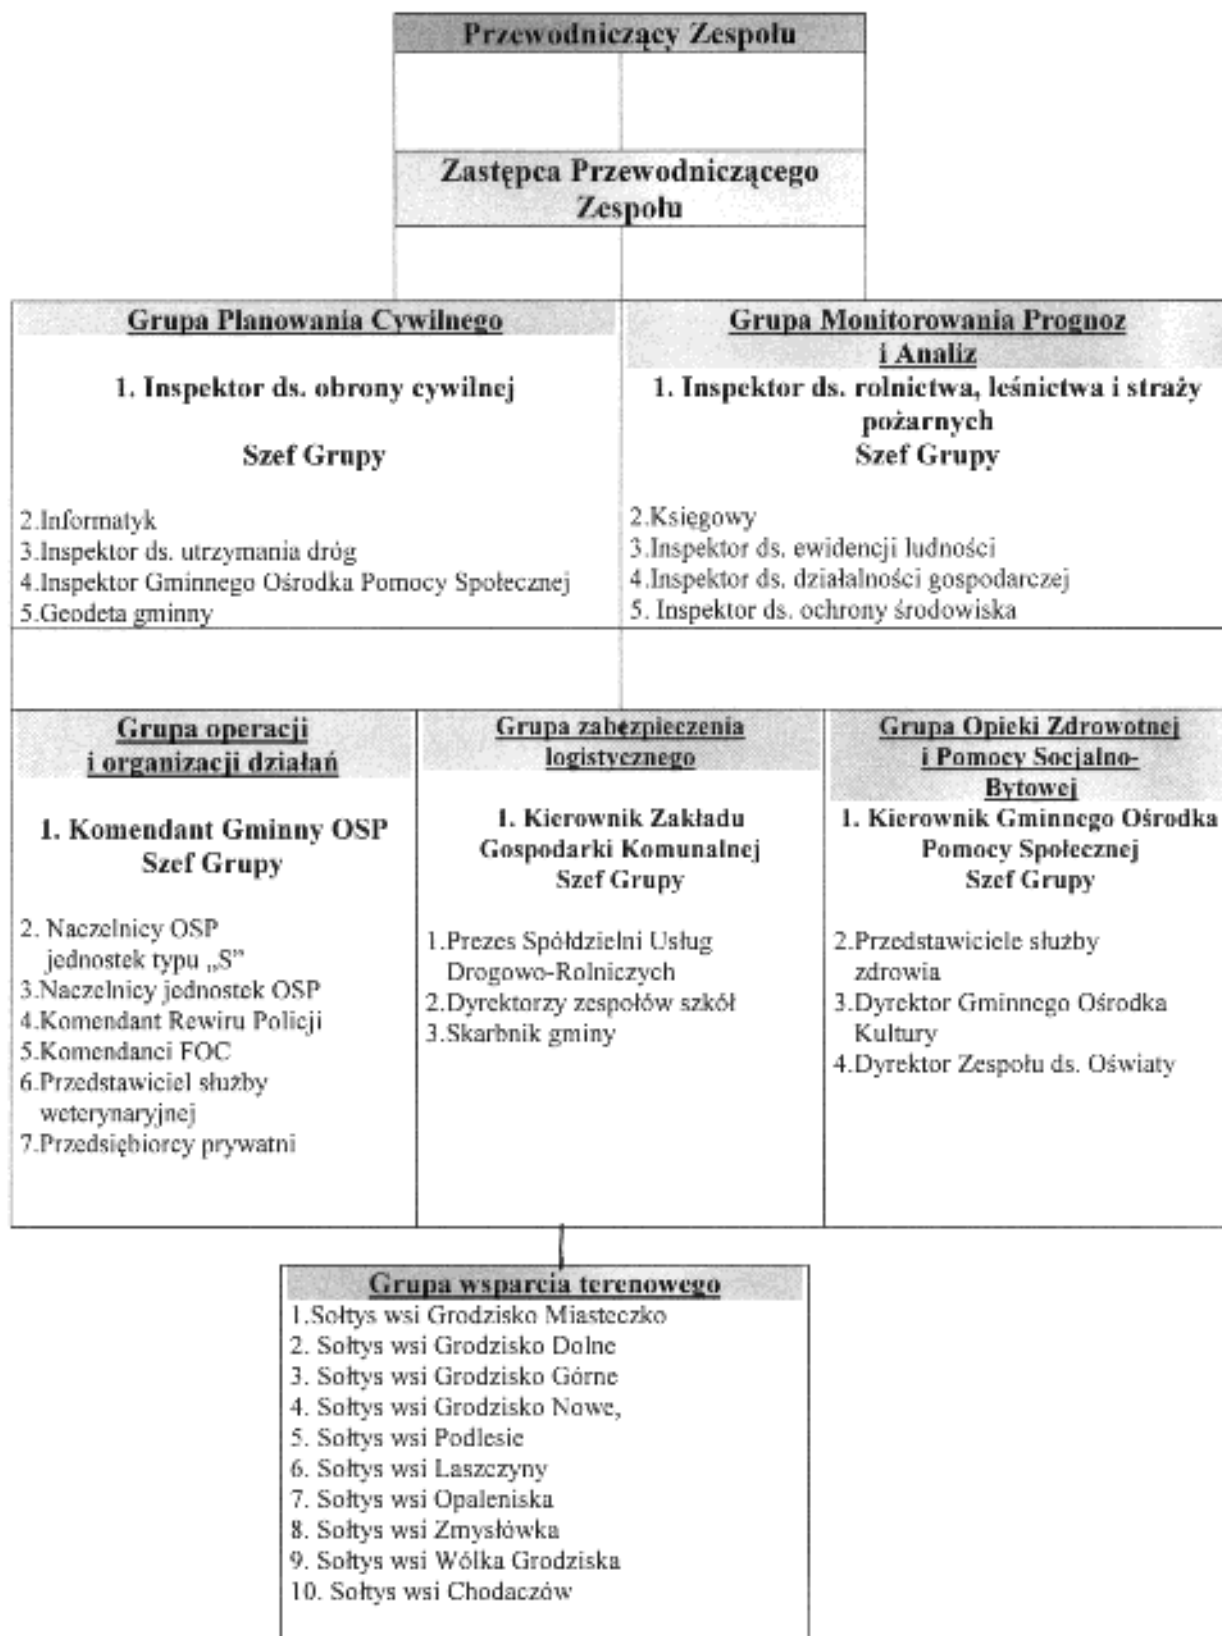 Przewodniczący Zespołu
Zastępca Przewodniczącego
Zespołu
Grupa Planowania Cywilnego
1. Inspektor ds. obrony cywilnej
Szef Grupy
2.Informatyk
3.Inspektor ds. utrzymania dróg
4.Inspektor Gminnego Ośrodka Pomocy Społecznej
5.Geodeta gminny
Grupa Monitorowania Prognoz
i Analiz
1. Inspektor ds. rolnictwa, leśnictwa i straży
pożarnych
Szef Grupy
2.Księgowy
3.Inspektor ds. ewidencji ludności
4.Inspektor ds. działalności gospodarczej
5. Inspektor ds. ochrony środowiska
Grupa operacji
i organizacji działań
1. Komendant Gminny OSP
Szef Grupy
2. Naczelnicy OSP
jednostek typu „S”
3.Naczelnicy jednostek OSP
4.Komendant Rewiru Policji
5.Komendanci FOC
6.Przedstawiciel służby
weterynaryjnej
7.Przedsiębiorcy prywatni
Grupa zabezpieczenia
logistycznego
1. Kierownik Zakładu
Gospodarki Komunalnej
Szef Grupy
1.Prezes Spółdzielni Usług
Drogowo-Rolniczych
2.Dyrektorzy zespołów szkół
3.Skarbnik gminy
Grupa Opieki Zdrowotnej
i Pomocy Socjalno-
Bytowej
1. Kierownik Gminnego Ośrodka
Pomocy Społecznej
Szef Grupy
2.Przedstawiciele służby
zdrowia
3.Dyrektor Gminnego Ośrodka
Kultury
4.Dyrektor Zespołu ds. Oświaty
Grupa wsparcia terenowego
1.Sołtys wsi Grodzisko Miasteczko
2. Sołtys wsi Grodzisko Dolne
3. Sołtys wsi Grodzisko Górne
4. Sołtys wsi Grodzisko Nowe,
5. Sołtys wsi Podlesie
6. Sołtys wsi Laszczyny
7. Sołtys wsi Opaleniska
8. Sołtys wsi Zmysłówka
9. Sołtys wsi Wólka Grodziska
10. Sołtys wsi Chodaczów